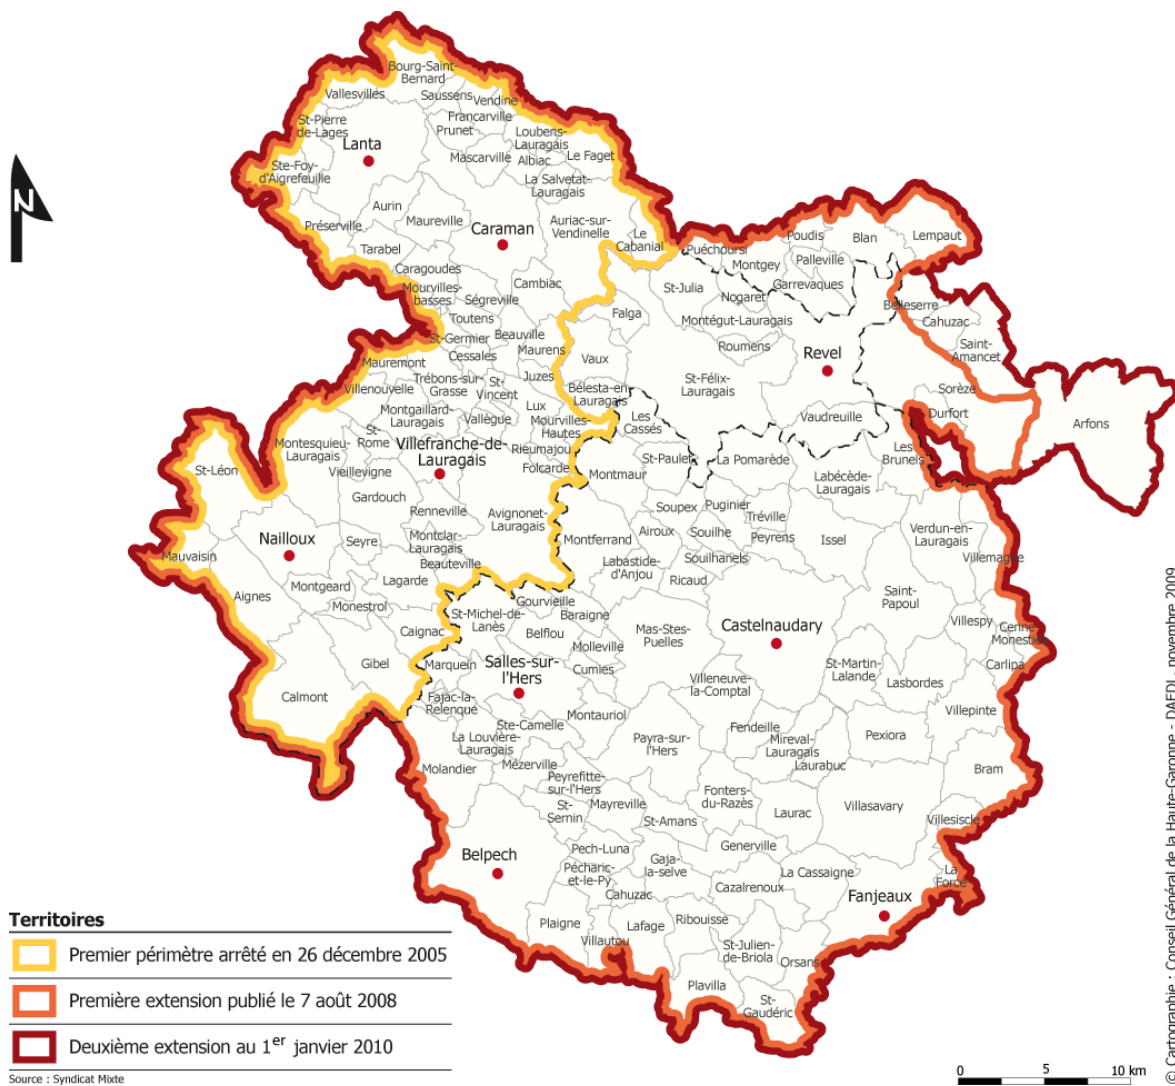 Bourg-Saint-
Bernard
Vallesvilles
Saussens
Vendine
St-Pierre
de-Lages
Francarville
Prunet
Loubens-
Lauragais
Lanta
Mascarville
Albiac
Le Faget
Ste-Foy-
d'Aigrefeuille
La Salvetat-
Lauragais
Aurin
Maureville
Auriac-sur-
Vendinelle
Préserville
Caraman
Le
Cabanial
Tarabel
Puéchoursi
Poudis
Blan
Lempaut
Montgey
Palleville
Caragoudes
Mourvilles-
basses
Ségreville
Cambiac
St-Julia
Garrevaques
Nogaret
Belleserre
Toutens
Falga
Montégut-Lauragais
Cahuzac
St-Germier
Beauville
Roumens
Saint-
Amancet
Cessales
Maurens
Vaux
Revel
Mauremont
Juzes
St-Félix-
Lauragais
Villenouvelle
Trébons-sur-
Grasse
St-
Vincent
Bélesta-en-
Lauragais
Sorèze
Montgaillard-
Lauragais
Vallègue
Lux
Mourvilles-
Hautes
Les
Cassés
Vaudreuille
Durfort
Arfons
Montesquieu-
Lauragais
St-
Rome
Villefranche-de-
Lauragais
Rieumajou
Folcarde
St-Léon
Vieillevigne
St-Paulet
La Pomarède
Les
Brunels
Montmaur
Labécède-
Lauragais
Gardouch
Renneville
Avignonet-
Lauragais
Soupex
Puginier
Tréville
Verdun-en-
Lauragais
Nailloux
Seyre
Montclar-
Lauragais
Montferrand
Airoux
Souilhe
Peyrens
Issel
Mauvaisin
Beauteville
Labastide-
d'Anjou
Souilhanels
Villemagne
Montgeard
Lagarde
Ricaud
Aignes
Monestrol
Saint-
Papoul
Gourvieille
St-Michel-de-
Lanès
Baraigne
Villespy
Cenne-
Monestiés
Caignac
Belflou
Mas-Stes-
Puelles
Castelnaudary
Gibel
Marquein
Molleville
Salles-sur-
l'Hers
Cumiès
Villeneuve-
la-Comptal
St-Martin-
Lalande
Carlipa
Lasbordes
Calmont
Fajac-la-
Relenque
Montauriol
Villepinte
Ste-Camelle
Fendeille
La Louvière-
Lauragais
Payra-sur-
l'Hers
Mireval-
Lauragais
Pexiora
Molandier
Mézerville
Laurabuc
Bram
Peyrefitte-
sur-l'Hers
Fonters-
du-Razès
St-
Sernin
Mayreville
Laurac
Villasavary
Villesiscle
St-Amans
Belpech
Pech-Luna
Generville
Pécharic-
et-le-Py
Gaja-
la-selve
La Cassaigne
La
Force
Cahuzac
Cazalrenoux
Fanjeaux
Plaigne
Lafage
Ribouisse
Villautou
St-Julien-
de-Briola
Orsans
Plavilla
St-
Gaudéric
N
Territoires
Premier périmètre arrêté en 26 décembre 2005
Première extension publié le 7 août 2008
Deuxième extension au 1er janvier 2010
Source : Syndicat Mixte
0 5 10 km
© Cartographie : Conseil Général de la Haute-Garonne - DAEDL, novembre 2009